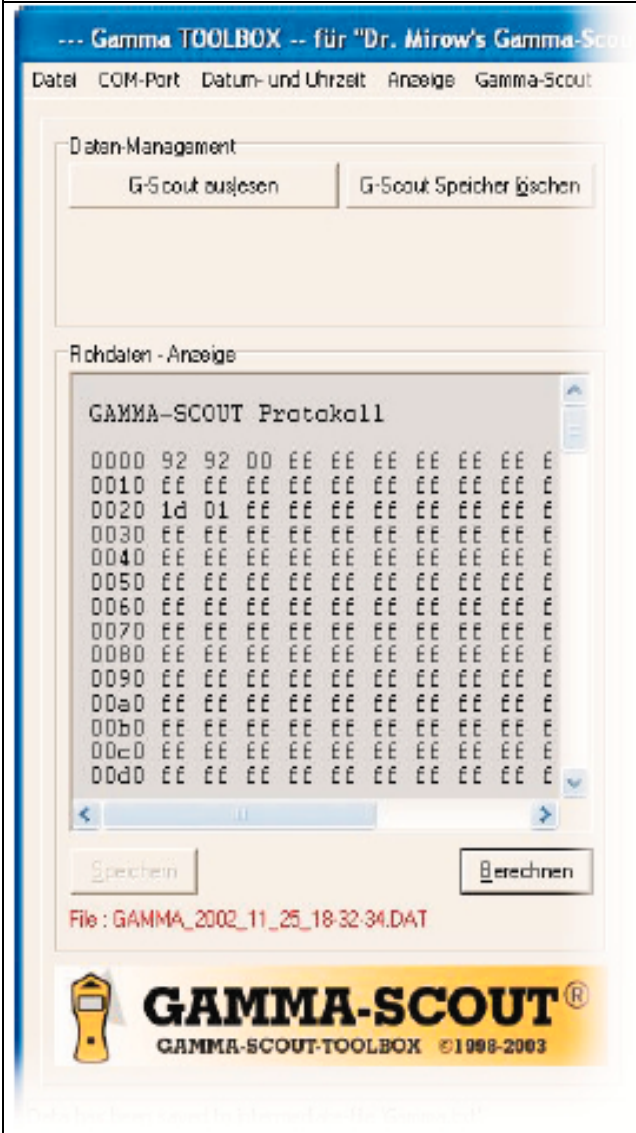 --- Gamma TOOLBOX -- für "Dr. Mirow's Gamma-Scout
Datei COM-Port Datum- und Uhrzeit Anzeige Gamma-Scout
Daten-Management
G-Scout auslesen G-Scout Speicher löschen
Rohdaten - Anzeige
GAMMA-SCOUT Protokoll
0000 92 92 00 ff ff ff ff ff ff f
0010 ff ff ff ff ff ff ff ff ff f
0020 1d 01 ff ff ff ff ff ff ff f
0030 ff ff ff ff ff ff ff ff ff f
0040 ff ff ff ff ff ff ff ff ff f
0050 ff ff ff ff ff ff ff ff ff f
0060 ff ff ff ff ff ff ff ff ff f
0070 ff ff ff ff ff ff ff ff ff f
0080 ff ff ff ff ff ff ff ff ff f
0090 ff ff ff ff ff ff ff ff ff f
00a0 ff ff ff ff ff ff ff ff ff f
00b0 ff ff ff ff ff ff ff ff ff f
00c0 ff ff ff ff ff ff ff ff ff f
00d0 ff ff ff ff ff ff ff ff ff f
Speichern Berechnen
File : GAMMA_2002_11_25_18-32-34.DAT
GAMMA-SCOUT®
GAMMA-SCOUT-TOOLBOX ©1998-2003